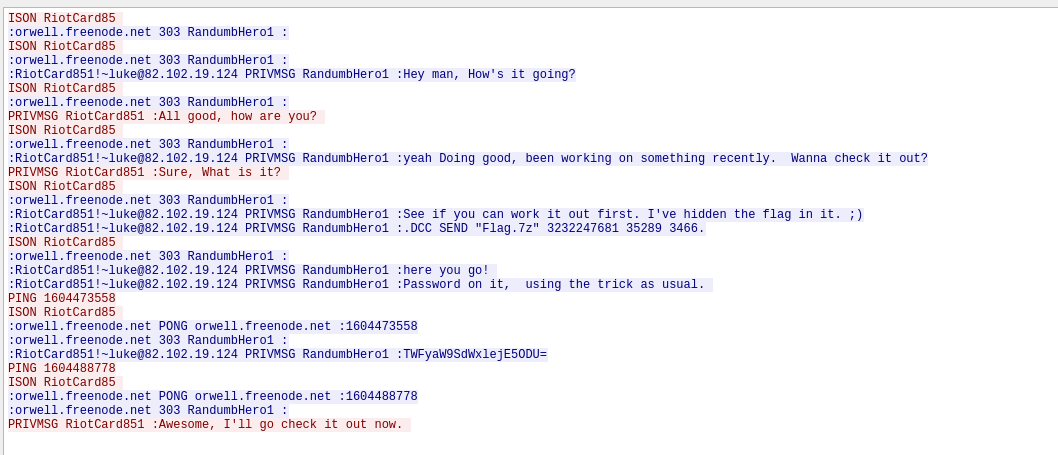 ISON RiotCard85
:orwell.freenode.net 303 RandumbHero1 :
ISON RiotCard85
:orwell.freenode.net 303 RandumbHero1 :
:RiotCard851!~luke@82.102.19.124 PRIVMSG RandumbHero1 :Hey man, How's it going?
ISON RiotCard85
:orwell.freenode.net 303 RandumbHero1 :
PRIVMSG RiotCard851 :All good, how are you?
ISON RiotCard85
:orwell.freenode.net 303 RandumbHero1 :
:RiotCard851!~luke@82.102.19.124 PRIVMSG RandumbHero1 :yeah Doing good, been working on something recently.  Wanna check it out?
PRIVMSG RiotCard851 :Sure, What is it?
ISON RiotCard85
:orwell.freenode.net 303 RandumbHero1 :
:RiotCard851!~luke@82.102.19.124 PRIVMSG RandumbHero1 :See if you can work it out first. I've hidden the flag in it. ;)
:RiotCard851!~luke@82.102.19.124 PRIVMSG RandumbHero1 :.DCC SEND "Flag.7z" 3232247681 35289 3466.
ISON RiotCard85
:orwell.freenode.net 303 RandumbHero1 :
:RiotCard851!~luke@82.102.19.124 PRIVMSG RandumbHero1 :here you go!
:RiotCard851!~luke@82.102.19.124 PRIVMSG RandumbHero1 :Password on it,  using the trick as usual.
PING 1604473558
ISON RiotCard85
:orwell.freenode.net PONG orwell.freenode.net :1604473558
:orwell.freenode.net 303 RandumbHero1 :
:RiotCard851!~luke@82.102.19.124 PRIVMSG RandumbHero1 :TWFyaW9SdWxlejE5ODU=
PING 1604488778
ISON RiotCard85
:orwell.freenode.net PONG orwell.freenode.net :1604488778
:orwell.freenode.net 303 RandumbHero1 :
PRIVMSG RiotCard851 :Awesome, I'll go check it out now.